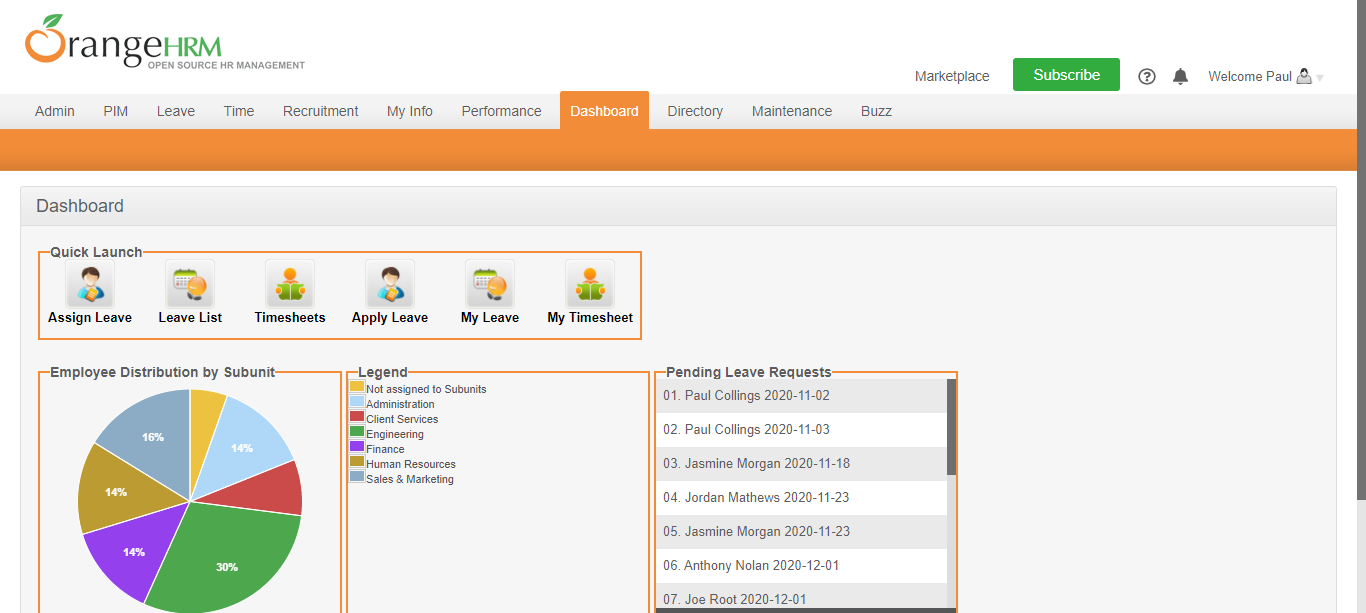 OrangeHRM
OPEN SOURCE HR MANAGEMENT
Marketplace
Subscribe
?
Welcome Paul
Admin PIM Leave Time Recruitment My Info Performance Dashboard Directory Maintenance Buzz
Dashboard
Quick Launch
Assign Leave Leave List Timesheets Apply Leave My Leave My Timesheet
Employee Distribution by Subunit
16%
14%
14%
14%
30%
Legend
Not assigned to Subunits
Administration
Client Services
Engineering
Finance
Human Resources
Sales & Marketing
Pending Leave Requests
01. Paul Collings 2020-11-02
02. Paul Collings 2020-11-03
03. Jasmine Morgan 2020-11-18
04. Jordan Mathews 2020-11-23
05. Jasmine Morgan 2020-11-23
06. Anthony Nolan 2020-12-01
07. Joe Root 2020-12-01